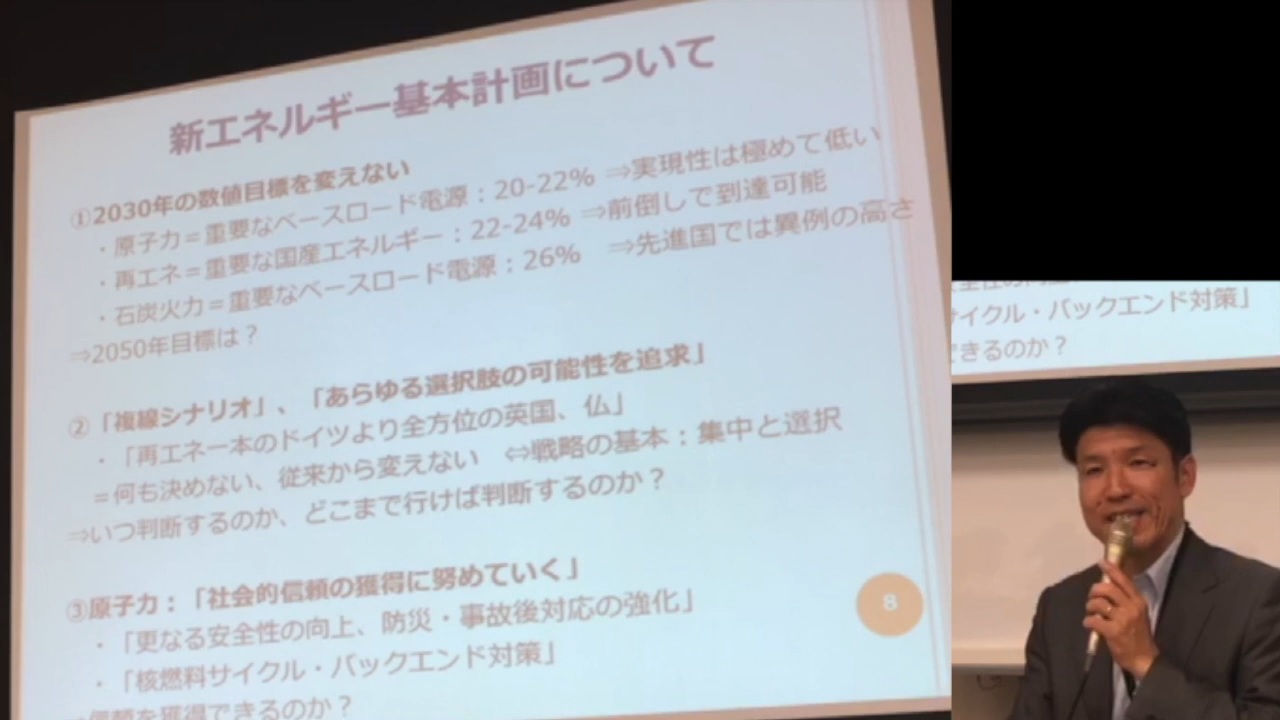 新エネルギー基本計画について
①2030年の数値目標を変えない
・原子力＝重要なベースロード電源：20-22% ⇒実現性は極めて低い
・再エネ＝重要な国産エネルギー：22-24% ⇒前倒しで到達可能
・石炭火力＝重要なベースロード電源：26% ⇒先進国では異例の高さ
⇒2050年目標は？
②「複線シナリオ」、「あらゆる選択肢の可能性を追求」
・「再エネ一本のドイツより全方位の英国、仏」
＝何も決めない、従来から変えない ⇔戦略の基本：集中と選択
⇒いつ判断するのか、どこまで行けば判断するのか？
③原子力：「社会的信頼の獲得に努めていく」
・「更なる安全性の向上、防災・事故後対応の強化」
・「核燃料サイクル・バックエンド対策」
⇒信頼を獲得できるのか？
8
イクル・バックエンド対策」
きるのか？